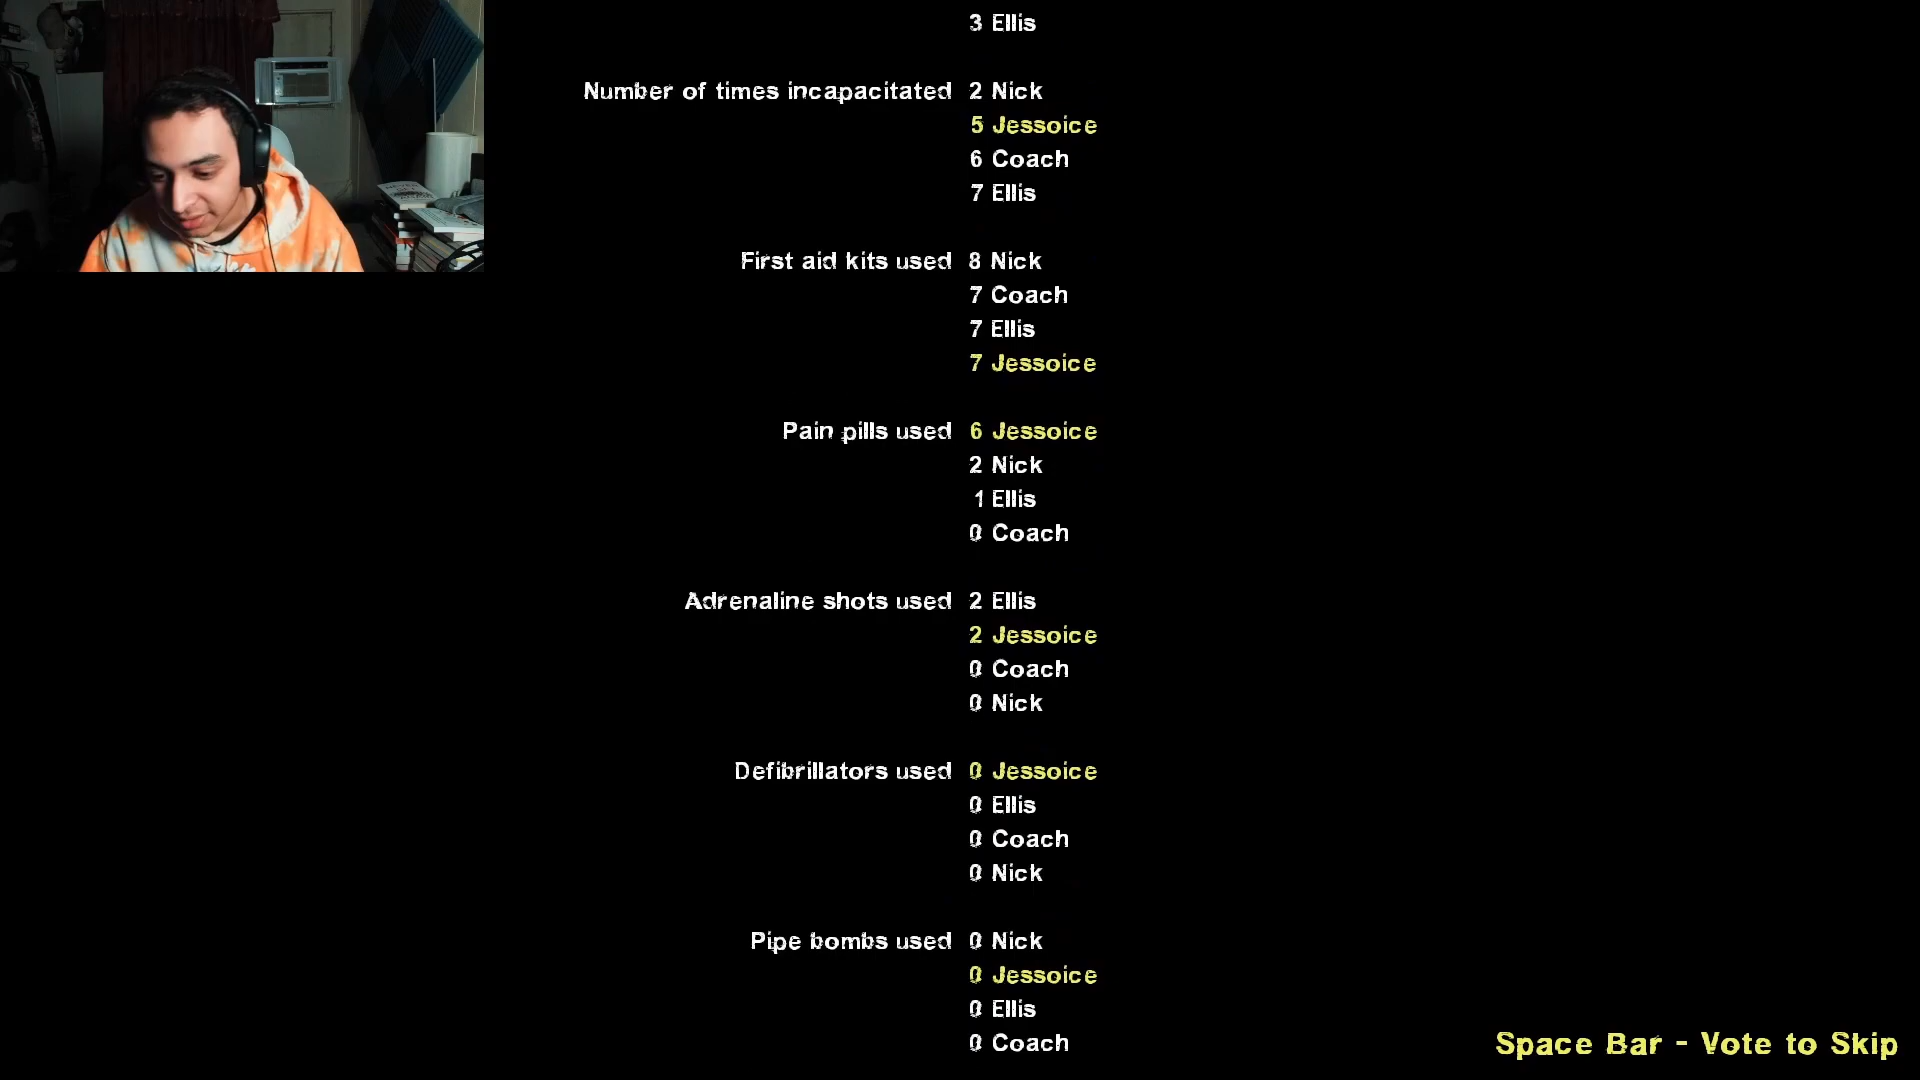 3 Ellis
Number of times incapacitated 2 Nick
5 Jessoice
6 Coach
7 Ellis
First aid kits used 8 Nick
7 Coach
7 Ellis
7 Jessoice
Pain pills used 6 Jessoice
2 Nick
1 Ellis
0 Coach
Adrenaline shots used 2 Ellis
2 Jessoice
0 Coach
0 Nick
Defibrillators used 0 Jessoice
0 Ellis
0 Coach
0 Nick
Pipe bombs used 0 Nick
0 Jessoice
0 Ellis
0 Coach
Space Bar - Vote to Skip